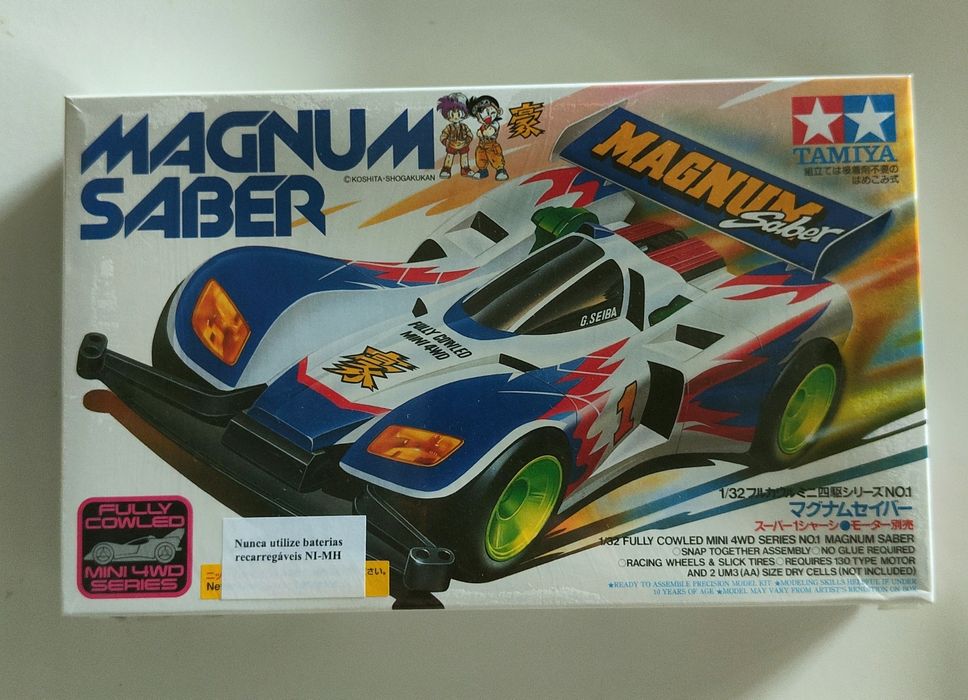 MAGNUM
SABER
©KOSHITA・SHOGAKUKAN
豪
MAGNUM
Saber
TAMIYA
組立ては接着剤不要の
はめこみ式
G.SEIBA
FULLY COWLED
MINI 4WD
豪
1
FULLY
COWLED
MINI 4WD
SERIES
Nunca utilize baterias
recarregáveis NI-MH
ニッ
さい。
Ne
1/32フルカウルミニ四駆シリーズNO.1
マグナムセイバー
スーパー1シャーシ●モーター別売
1/32 FULLY COWLED MINI 4WD SERIES NO.1 MAGNUM SABER
○SNAP TOGETHER ASSEMBLY○NO GLUE REQUIRED
○RACING WHEELS & SLICK TIRES○REQUIRES 130 TYPE MOTOR
AND 2 UM3 (AA) SIZE DRY CELLS (NOT INCLUDED)
★READY TO ASSEMBLE PRECISION MODEL KIT ★MODELING SKILLS HELPFUL IF UNDER
10 YEARS OF AGE ★MODEL MAY VARY FROM ARTIST'S RENDITION ON BOX